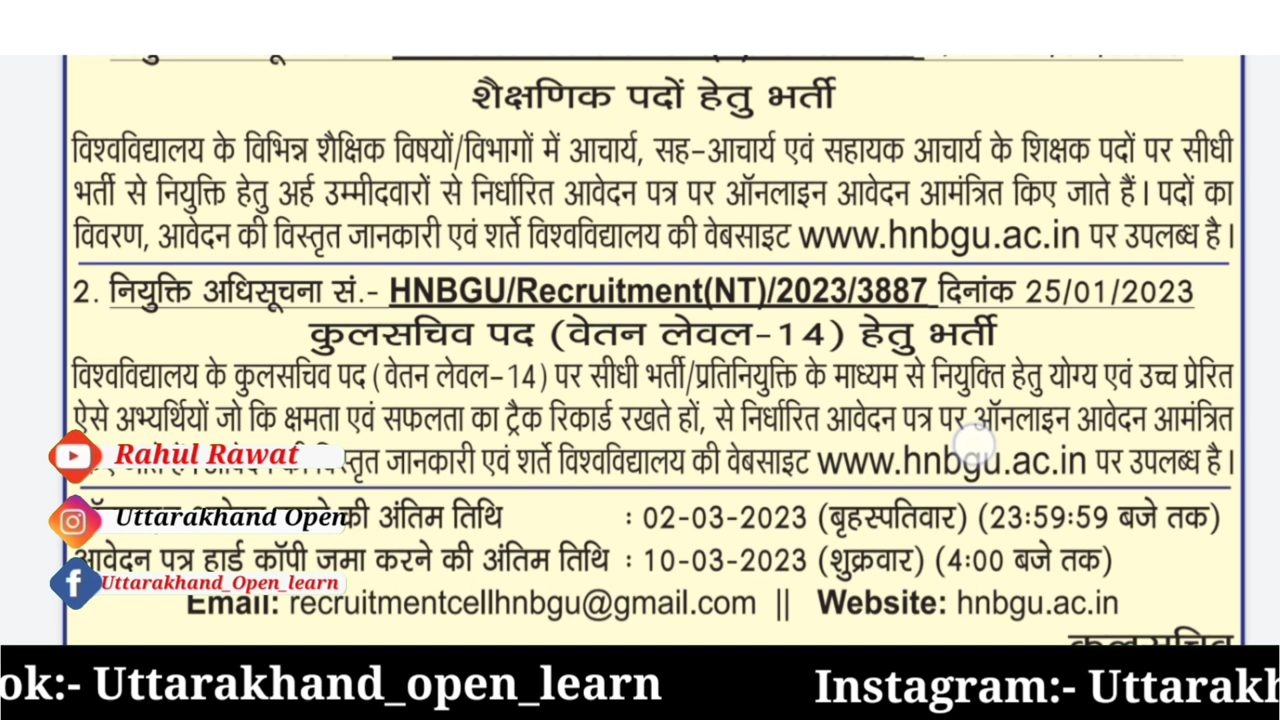 शैक्षणिक पदों हेतु भर्ती
विश्वविद्यालय के विभिन्न शैक्षिक विषयों/विभागों में आचार्य, सह-आचार्य एवं सहायक आचार्य के शिक्षक पदों पर सीधी
भर्ती से नियुक्ति हेतु अर्ह उम्मीदवारों से निर्धारित आवेदन पत्र पर ऑनलाइन आवेदन आमंत्रित किए जाते हैं। पदों का
विवरण, आवेदन की विस्तृत जानकारी एवं शर्ते विश्वविद्यालय की वेबसाइट www.hnbgu.ac.in पर उपलब्ध है।
2. नियुक्ति अधिसूचना सं.- HNBGU/Recruitment(NT)/2023/3887 दिनांक 25/01/2023
कुलसचिव पद (वेतन लेवल-14) हेतु भर्ती
विश्वविद्यालय के कुलसचिव पद (वेतन लेवल-14) पर सीधी भर्ती/प्रतिनियुक्ति के माध्यम से नियुक्ति हेतु योग्य एवं उच्च प्रेरित
ऐसे अभ्यर्थियों जो कि क्षमता एवं सफलता का ट्रैक रिकार्ड रखते हों, से निर्धारित आवेदन पत्र पर ऑनलाइन आवेदन आमंत्रित
जानकारी एवं शर्ते विश्वविद्यालय की वेबसाइट www.hnbgu.ac.in पर उपलब्ध है।
Rahul Rawat
की अंतिम तिथि : 02-03-2023 (बृहस्पतिवार) (23:59:59 बजे तक)
Uttarakhand Open
आवेदन पत्र हार्ड कॉपी जमा करने की अंतिम तिथि : 10-03-2023 (शुक्रवार) (4:00 बजे तक)
Uttarakhand_Open_learn
Email: recruitmentcellhnbgu@gmail.com || Website: hnbgu.ac.in
कुलसचिव
ok:- Uttarakhand_open_learn Instagram:- Uttarakh